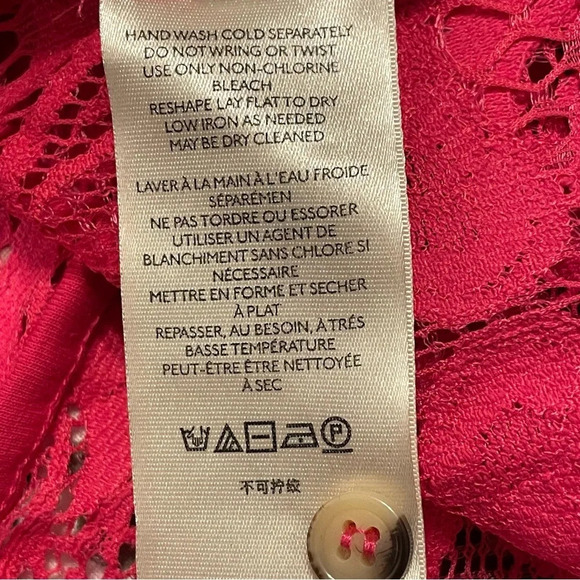 HAND WASH COLD SEPARATELY
DO NOT WRING OR TWIST
USE ONLY NON-CHLORINE
BLEACH
RESHAPE LAY FLAT TO DRY
LOW IRON AS NEEDED
MAY BE DRY CLEANED
LAVER À LA MAIN À L'EAU FROIDE
SÉPARÉMEN
NE PAS TORDRE OU ESSORER
UTILISER UN AGENT DE
BLANCHIMENT SANS CHLORE SI
NÉCESSAIRE
METTRE EN FORME ET SECHER
À PLAT
REPASSER, AU BESOIN, À TRÉS
BASSE TEMPÉRATURE
PEUT-ÊTRE ÊTRE NETTOYÉE
À SEC
P
不可拧绞